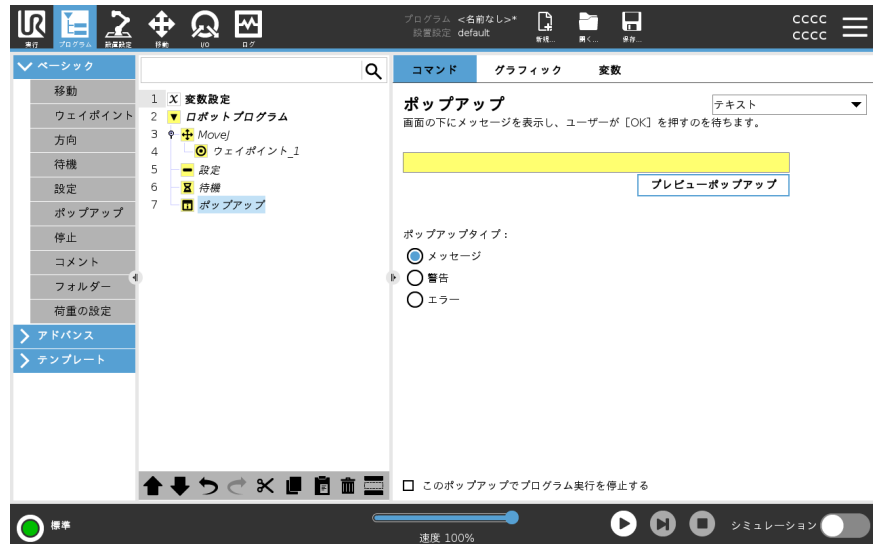 プログラム <名前なし>*
設置設定 default
CCCC
CCCC
実行 プログラム 設置設定 移動 I/O ログ 新規... 開く... 保存...
ベーシック
移動
ウェイポイント
方向
待機
設定
ポップアップ
停止
コメント
フォルダー
荷重の設定
アドバンス
テンプレート
1 X 変数設定
2 ロボットプログラム
3 MoveJ
4 ウェイポイント_1
5 設定
6 待機
7 ポップアップ
コマンド グラフィック 変数
ポップアップ テキスト
画面の下にメッセージを表示し、ユーザーが [OK] を押すのを待ちます。
プレビューポップアップ
ポップアップタイプ:
メッセージ
警告
エラー
このポップアップでプログラム実行を停止する
標準
速度 100%
シミュレーション